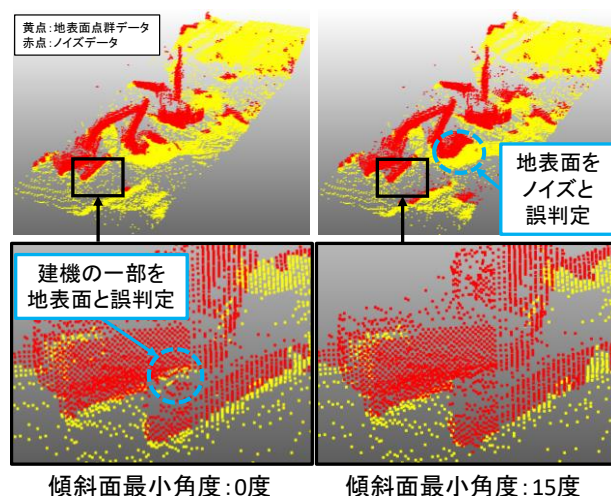 黄点:地表面点群データ
赤点:ノイズデータ
地表面を
ノイズと
誤判定
建機の一部を
地表面と誤判定
傾斜面最小角度:0度
傾斜面最小角度:15度